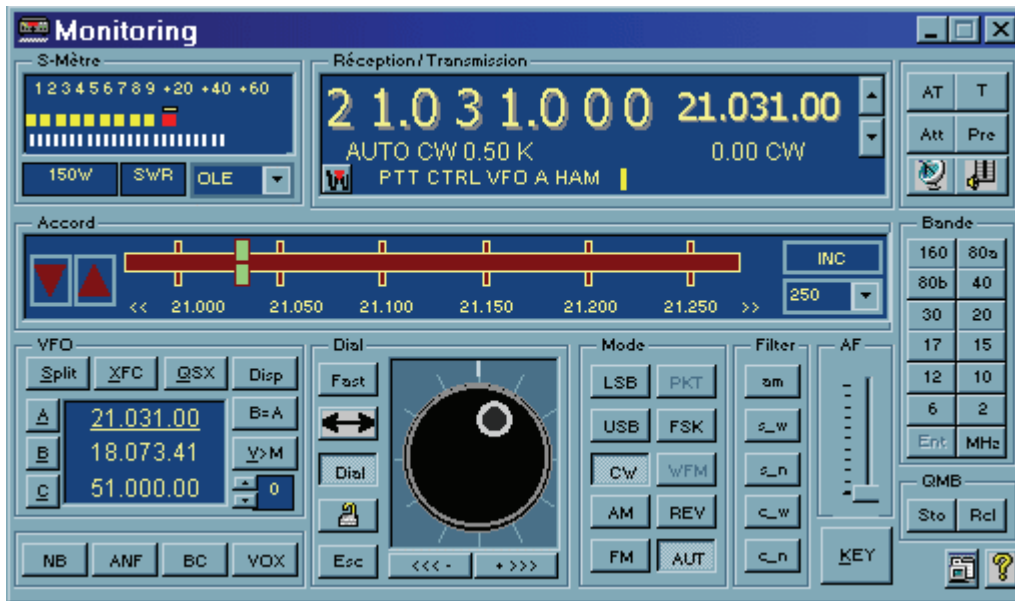 Monitoring
S-Mètre
1 2 3 4 5 6 7 8 9 +20 +40 +60
150W SWR OLE
Réception / Transmission
21.031.000 21.031.00
AUTO CW 0.50 K 0.00 CW
PTT CTRL VFO A HAM
AT T
Att Pre
Accord
<< 21.000 21.050 21.100 21.150 21.200 21.250 >>
INC
250
Bande
160 80a
80b 40
30 20
17 15
12 10
6 2
Ent MHz
VFO
Split XFC QSX Disp
A 21.031.00 B=A
B 18.073.41 V>M
C 51.000.00 0
NB ANF BC VOX
Dial
Fast
Dial
Esc <<< - + >>>
Mode
LSB PKT
USB FSK
CW WFM
AM REV
FM AUT
Filter
am
s_w
s_n
c_w
c_n
AF
KEY
QMB
Sto Rcl